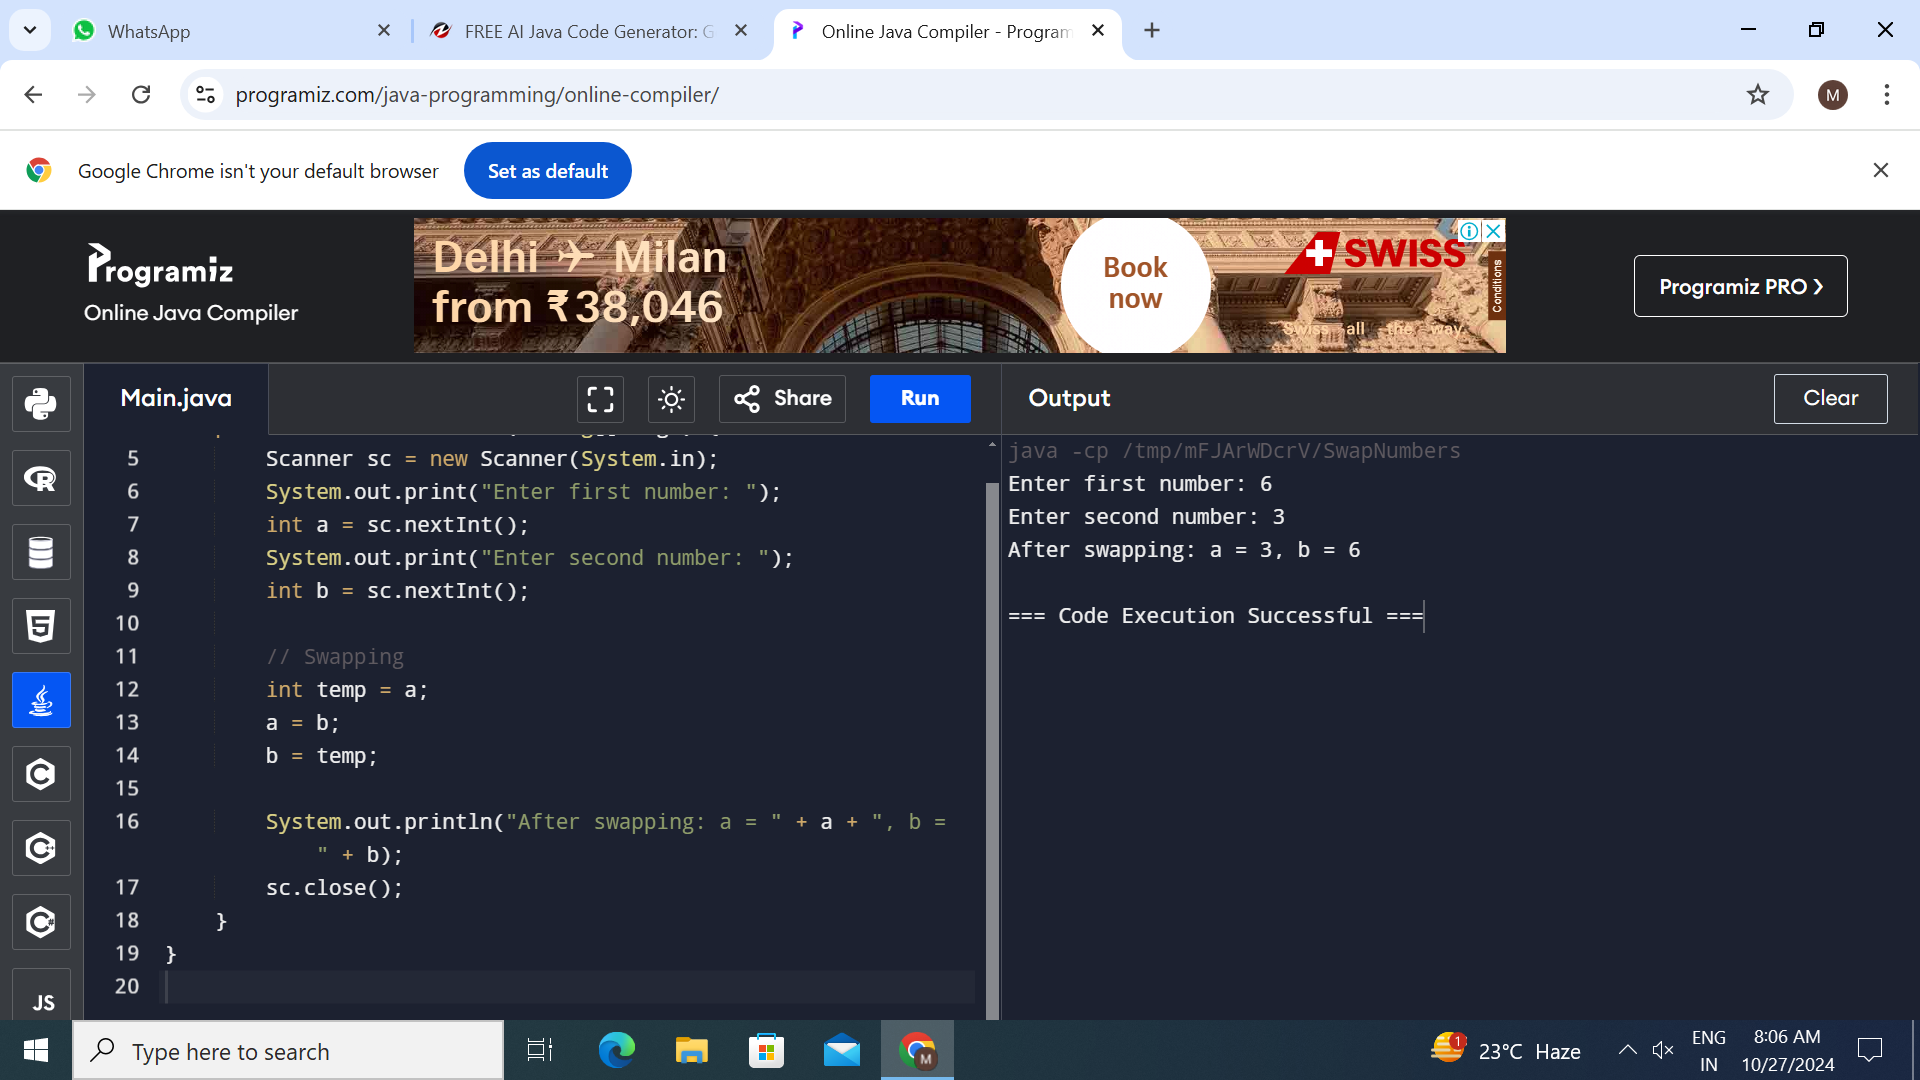 WhatsApp
FREE AI Java Code Generator: G
Online Java Compiler - Program
programiz.com/java-programming/online-compiler/
M
Google Chrome isn't your default browser
Set as default
Programiz
Online Java Compiler
Delhi ✈ Milan
from ₹38,046
Book
now
SWISS
Swiss all the way.
Conditions
Programiz PRO ❯
Main.java
Share
Run
Output
Clear
5 Scanner sc = new Scanner(System.in);
6 System.out.print("Enter first number: ");
7 int a = sc.nextInt();
8 System.out.print("Enter second number: ");
9 int b = sc.nextInt();
10
11 // Swapping
12 int temp = a;
13 a = b;
14 b = temp;
15
16 System.out.println("After swapping: a = " + a + ", b =
" + b);
17 sc.close();
18 }
19 }
20
java -cp /tmp/mFJArWDcrV/SwapNumbers
Enter first number: 6
Enter second number: 3
After swapping: a = 3, b = 6
=== Code Execution Successful ===
JS
Type here to search
M
1
23°C Haze
ENG
IN
8:06 AM
10/27/2024